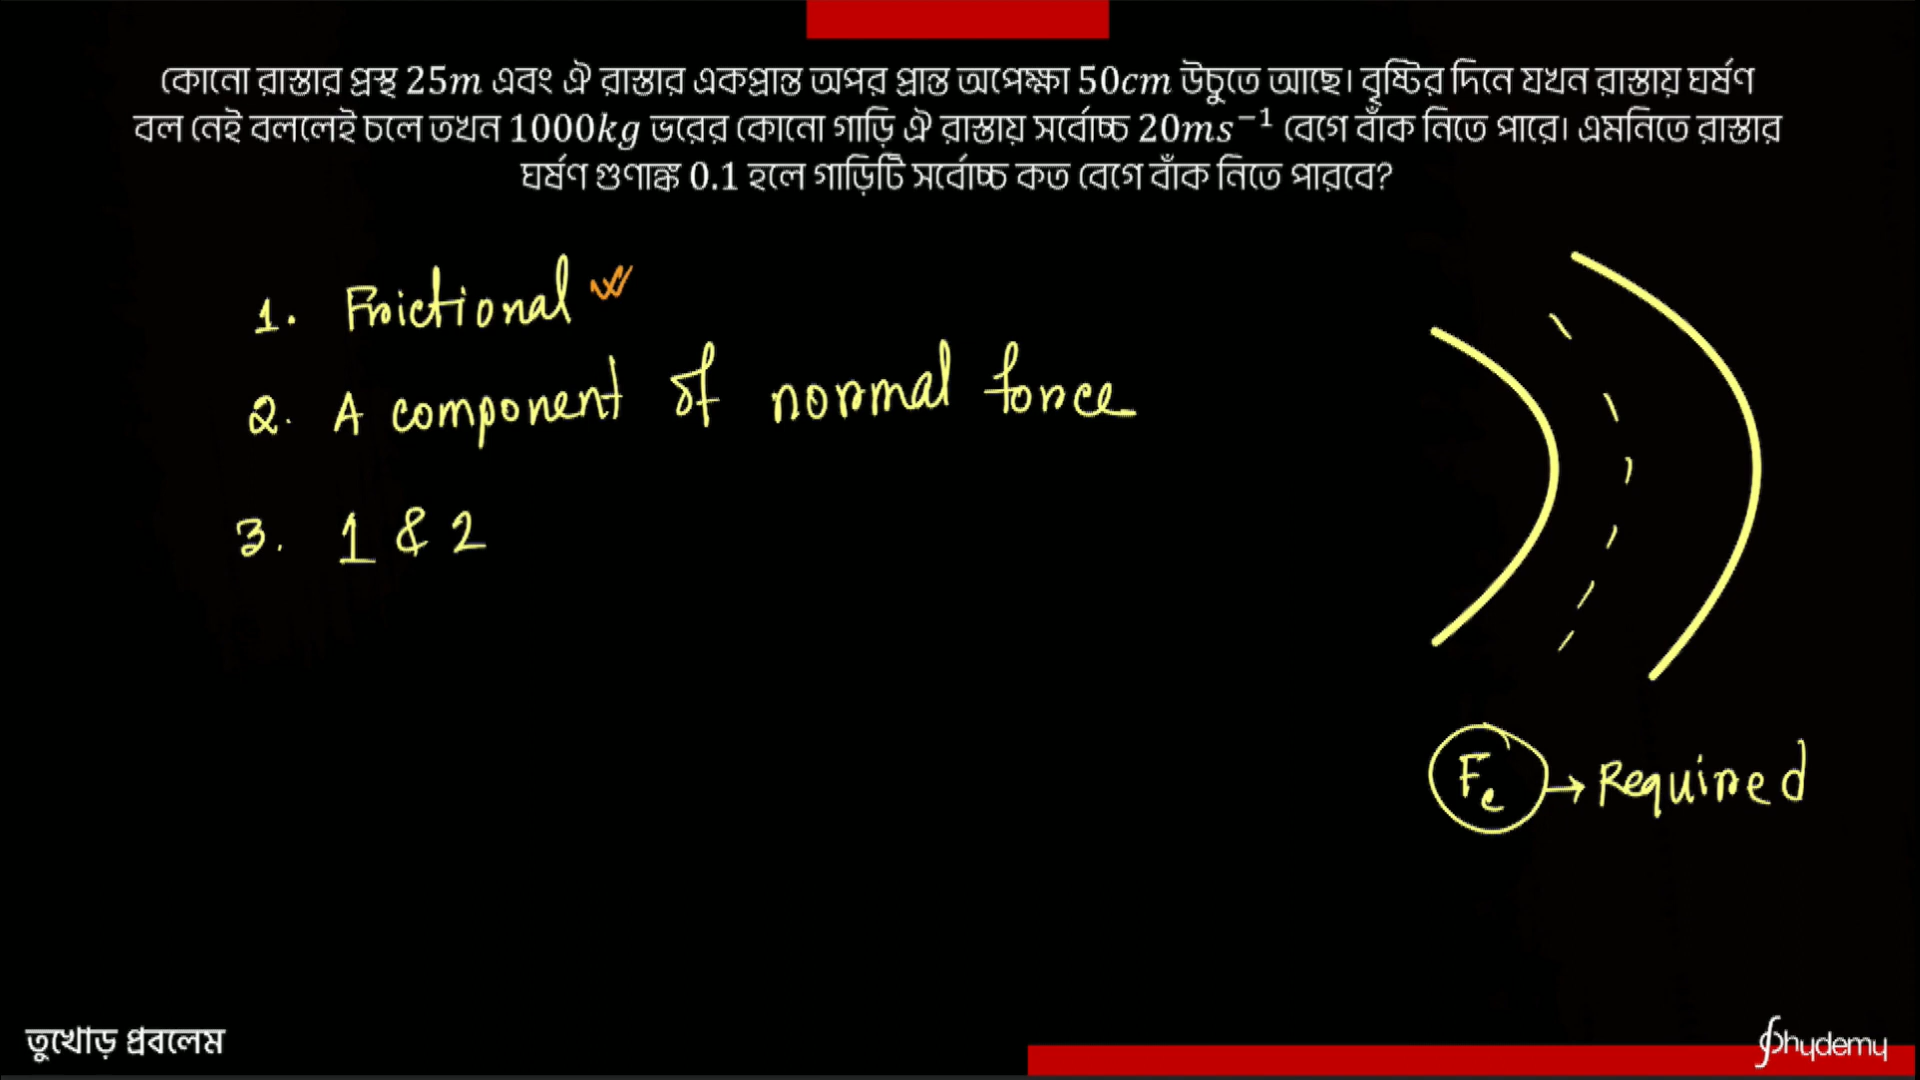 কোনো রাস্তার প্রস্থ 25m এবং ঐ রাস্তার একপ্রান্ত অপর প্রান্ত অপেক্ষা 50cm উচুতে আছে। বৃষ্টির দিনে যখন রাস্তায় ঘর্ষণ
বল নেই বললেই চলে তখন 1000kg ভরের কোনো গাড়ি ঐ রাস্তায় সর্বোচ্চ 20ms⁻¹ বেগে বাঁক নিতে পারে। এমনিতে রাস্তার
ঘর্ষণ গুণাঙ্ক 0.1 হলে গাড়িটি সর্বোচ্চ কত বেগে বাঁক নিতে পারবে?
1. Frictional
2. A component of normal force
3. 1 & 2
Fc → Required
তুখোড় প্রবলেম
Phydemy